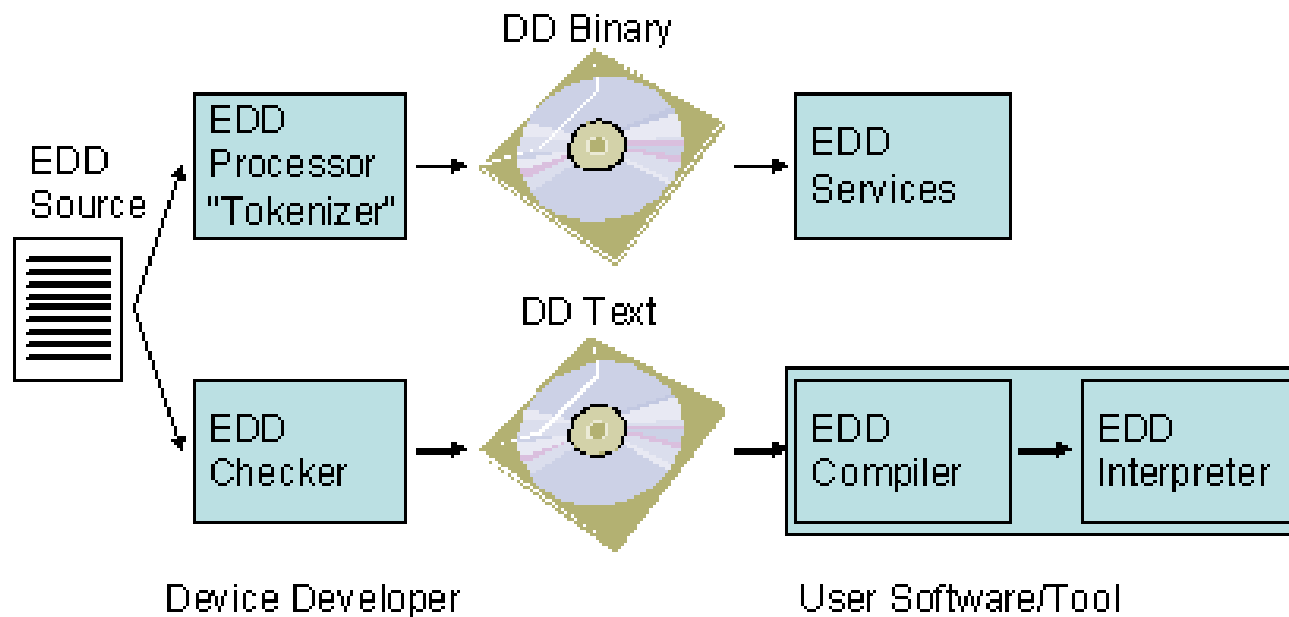 DD Binary
EDD
Source
EDD
Processor
"Tokenizer"
EDD
Services
DD Text
EDD
Checker
EDD
Compiler
EDD
Interpreter
Device Developer
User Software/Tool